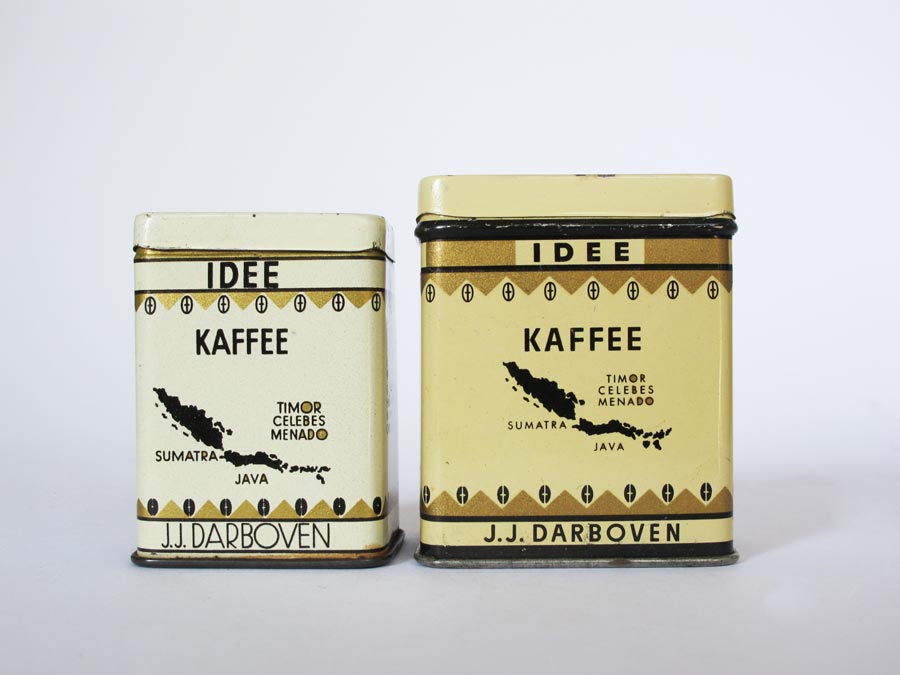 IDEE
KAFFEE
TIMOR
CELEBES
MENADO
SUMATRA
JAVA
J.J. DARBOVEN
IDEE
KAFFEE
TIMOR
CELEBES
MENADO
SUMATRA
JAVA
J.J. DARBOVEN